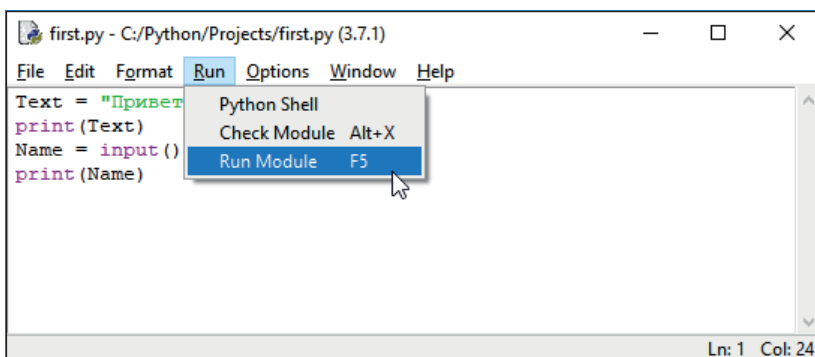 first.py - C:/Python/Projects/first.py (3.7.1)
File Edit Format Run Options Window Help
Text = "Привет
print(Text)
Name = input()
print(Name)
Python Shell
Check Module Alt+X
Run Module F5
Ln: 1 Col: 24